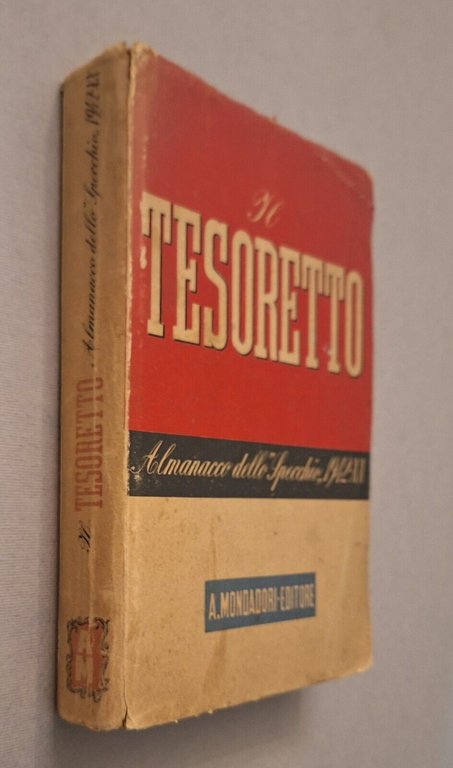 Il
TESORETTO
Almanacco dello "Specchio" 1942-XX
A. MONDADORI-EDITORE
Il TESORETTO. Almanacco dello "Specchio" 1942-XX